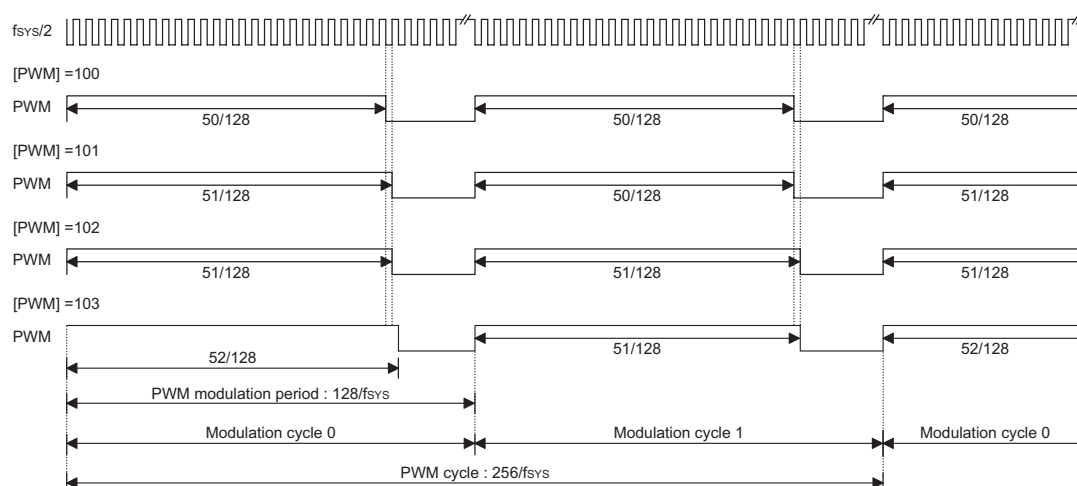 fSYS/2
[PWM] =100
PWM
50/128 50/128 50/128
[PWM] =101
PWM
51/128 50/128 51/128
[PWM] =102
PWM
51/128 51/128 51/128
[PWM] =103
PWM
52/128 51/128 52/128
PWM modulation period : 128/fSYS
Modulation cycle 0 Modulation cycle 1 Modulation cycle 0
PWM cycle : 256/fSYS